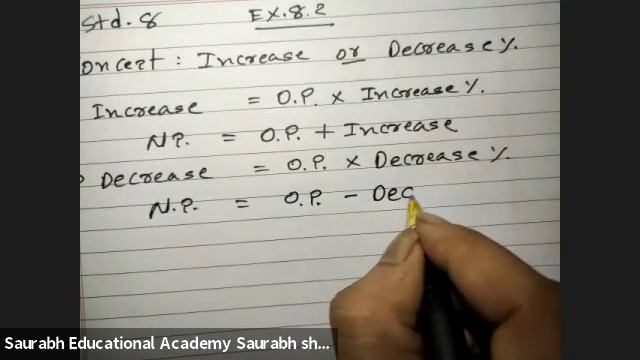 Std. 8 EX. 8.2
oncept : Increase or Decrease %.
Increase = O.P. × Increase %.
NP. = O.P. + Increase
Decrease = O.P. × Decrease %.
N.P. = O.P. - Dec
Saurabh Educational Academy Saurabh sh...